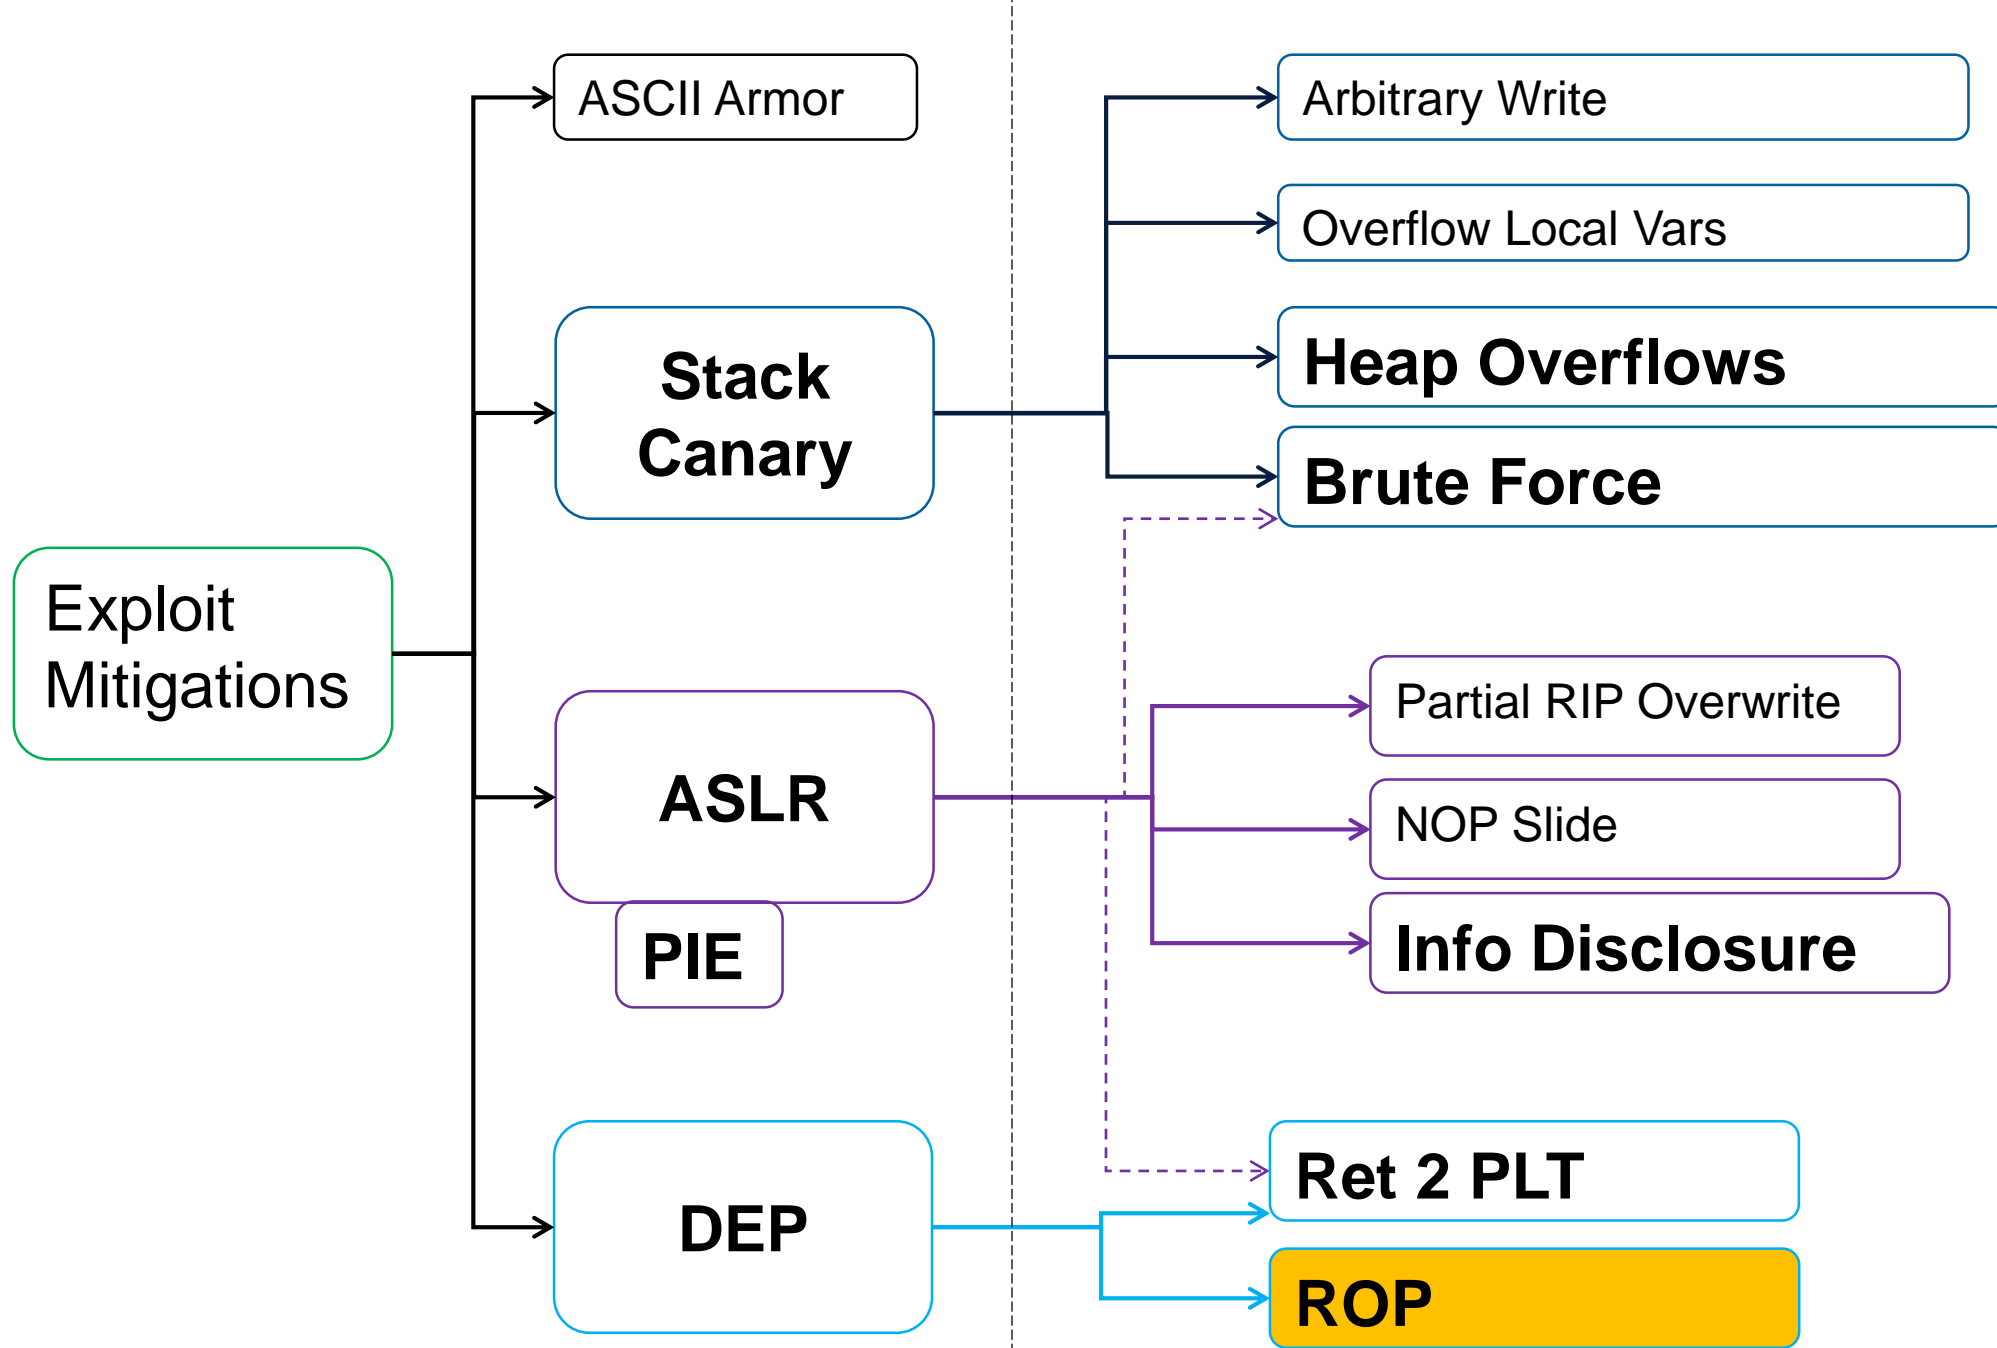 ASCII Armor
Arbitrary Write
Overflow Local Vars
Stack
Canary
Heap Overflows
Brute Force
Exploit
Mitigations
ASLR
PIE
Partial RIP Overwrite
NOP Slide
Info Disclosure
DEP
Ret 2 PLT
ROP